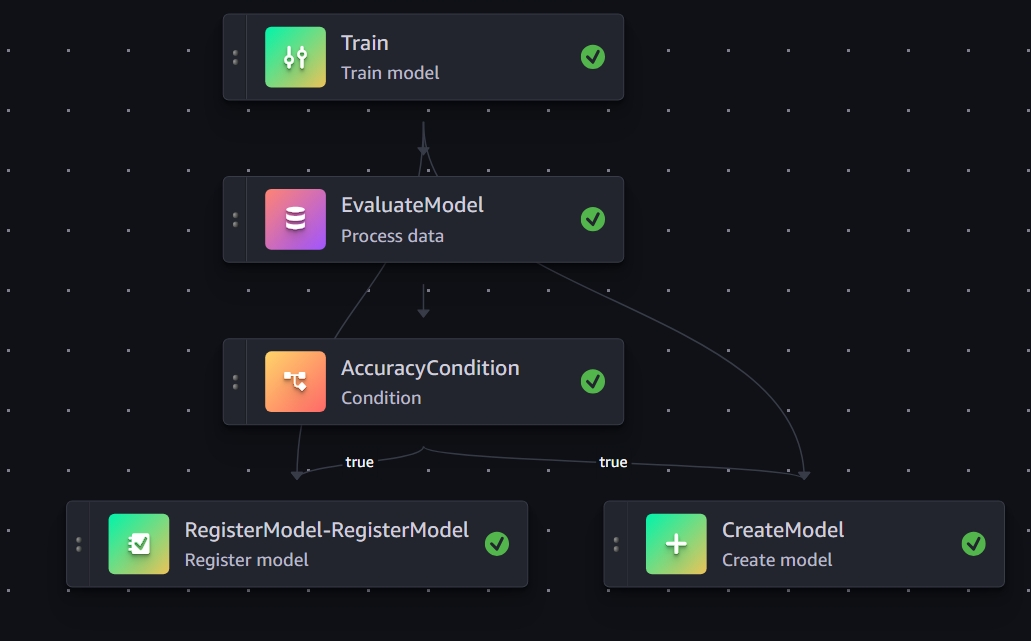 Train
Train model
EvaluateModel
Process data
AccuracyCondition
Condition
true
true
RegisterModel-RegisterModel
Register model
CreateModel
Create model